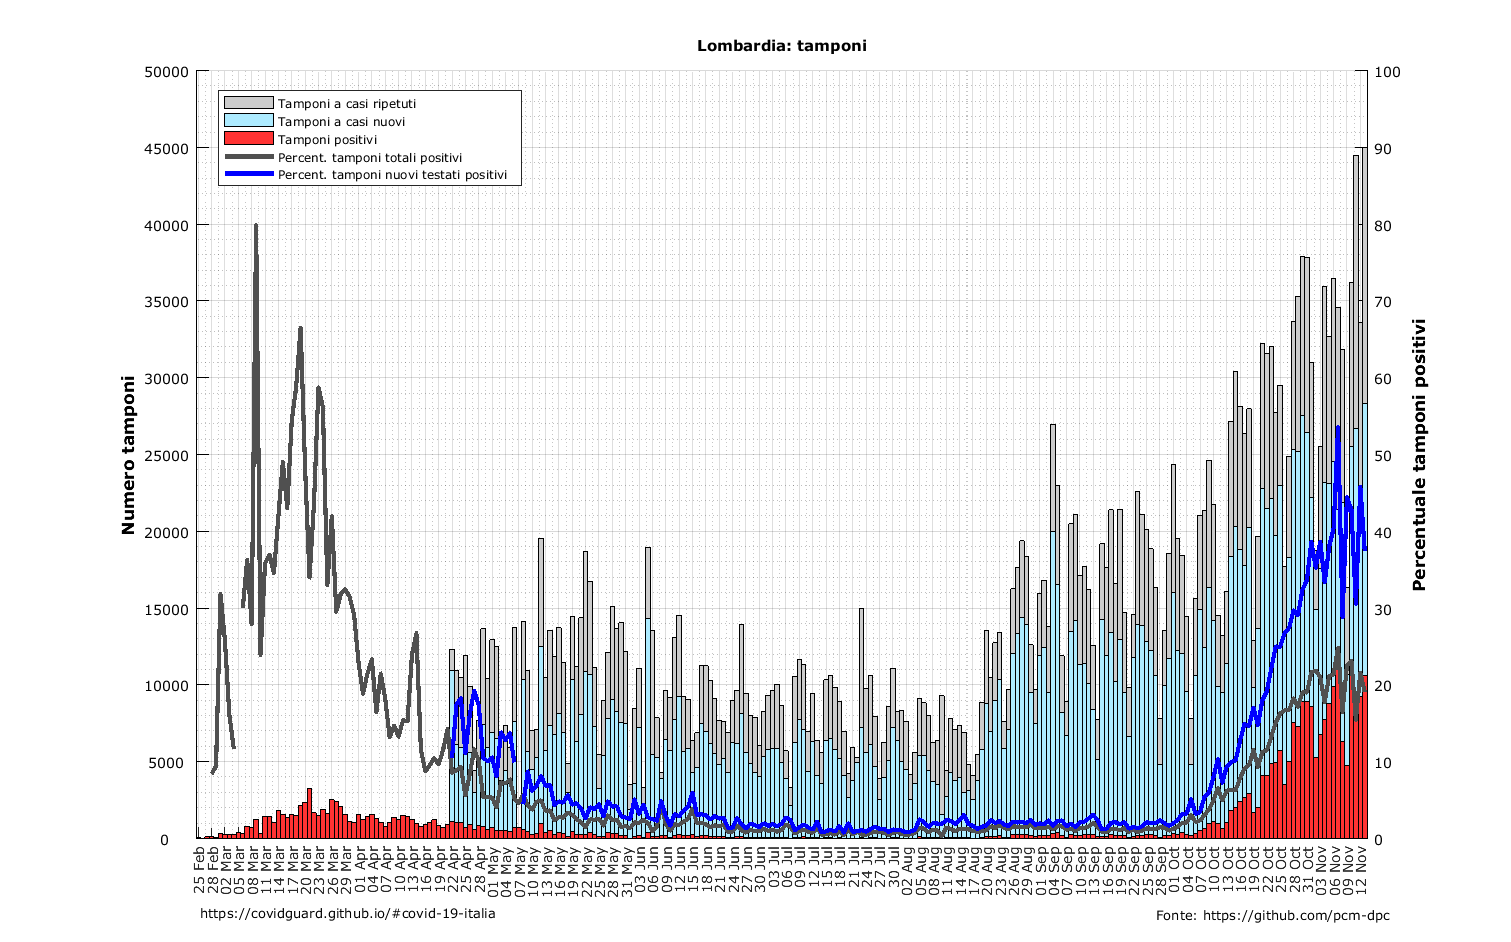 Lombardia: tamponi
50000
45000
40000
35000
30000
25000
20000
15000
10000
5000
0
Numero tamponi
Tamponi a casi ripetuti
Tamponi a casi nuovi
Tamponi positivi
Percent. tamponi totali positivi
Percent. tamponi nuovi testati positivi
100
90
80
70
60
50
40
30
20
10
0
Percentuale tamponi positivi
25 Feb
28 Feb
02 Mar
05 Mar
08 Mar
11 Mar
14 Mar
17 Mar
20 Mar
23 Mar
26 Mar
29 Mar
01 Apr
04 Apr
07 Apr
10 Apr
13 Apr
16 Apr
19 Apr
22 Apr
25 Apr
28 Apr
01 May
04 May
07 May
10 May
13 May
16 May
19 May
22 May
25 May
28 May
31 May
03 Jun
06 Jun
09 Jun
12 Jun
15 Jun
18 Jun
21 Jun
24 Jun
27 Jun
30 Jun
03 Jul
06 Jul
09 Jul
12 Jul
15 Jul
18 Jul
21 Jul
24 Jul
27 Jul
30 Jul
02 Aug
05 Aug
08 Aug
11 Aug
14 Aug
17 Aug
20 Aug
23 Aug
26 Aug
29 Aug
01 Sep
04 Sep
07 Sep
10 Sep
13 Sep
16 Sep
19 Sep
22 Sep
25 Sep
28 Sep
01 Oct
04 Oct
07 Oct
10 Oct
13 Oct
16 Oct
19 Oct
22 Oct
25 Oct
28 Oct
31 Oct
03 Nov
06 Nov
09 Nov
12 Nov
https://covidguard.github.io/#covid-19-italia
Fonte: https://github.com/pcm-dpc